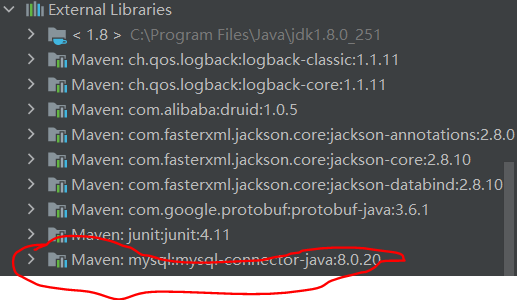 External Libraries
< 1.8 > C:\Program Files\Java\jdk1.8.0_251
Maven: ch.qos.logback:logback-classic:1.1.11
Maven: ch.qos.logback:logback-core:1.1.11
Maven: com.alibaba:druid:1.0.5
Maven: com.fasterxml.jackson.core:jackson-annotations:2.8.0
Maven: com.fasterxml.jackson.core:jackson-core:2.8.10
Maven: com.fasterxml.jackson.core:jackson-databind:2.8.10
Maven: com.google.protobuf:protobuf-java:3.6.1
Maven: junit:junit:4.11
Maven: mysql:mysql-connector-java:8.0.20